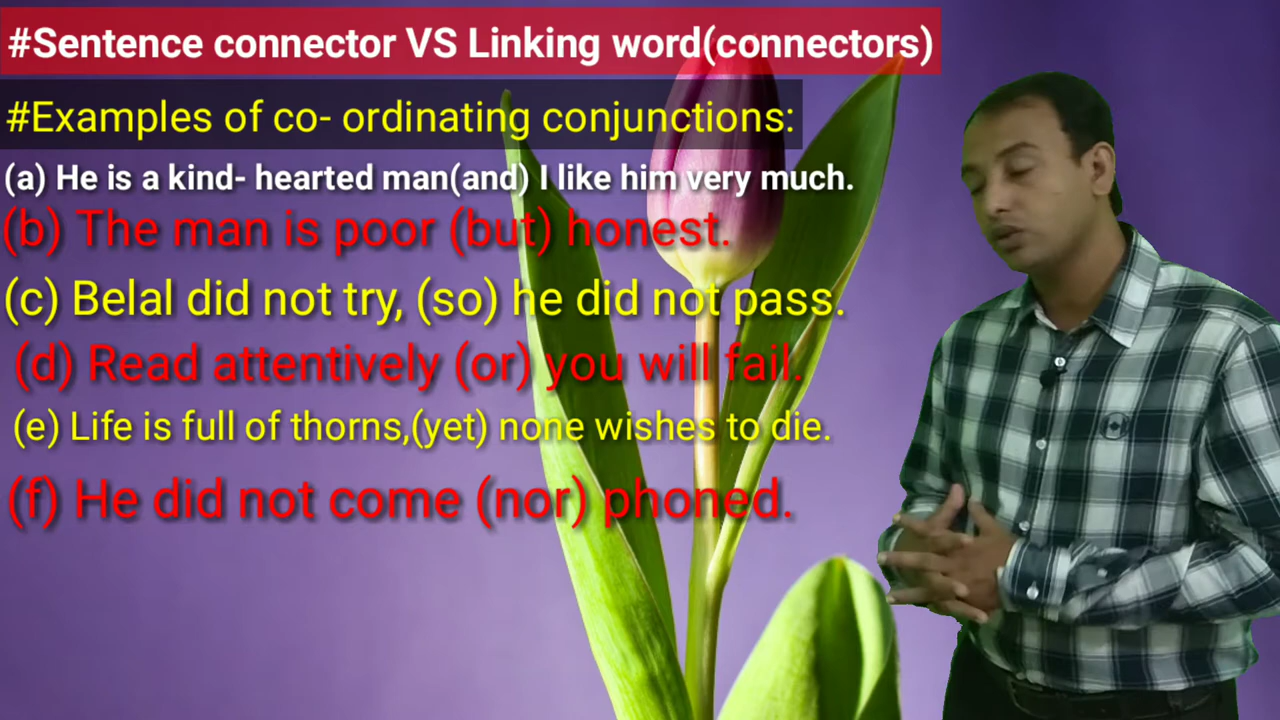 #Sentence connector VS Linking word(connectors)
#Examples of co- ordinating conjunctions:
(a) He is a kind- hearted man(and) I like him very much.
(b) The man is poor (but) honest.
(c) Belal did not try, (so) he did not pass.
(d) Read attentively (or) you will fail.
(e) Life is full of thorns,(yet) none wishes to die.
(f) He did not come (nor) phoned.